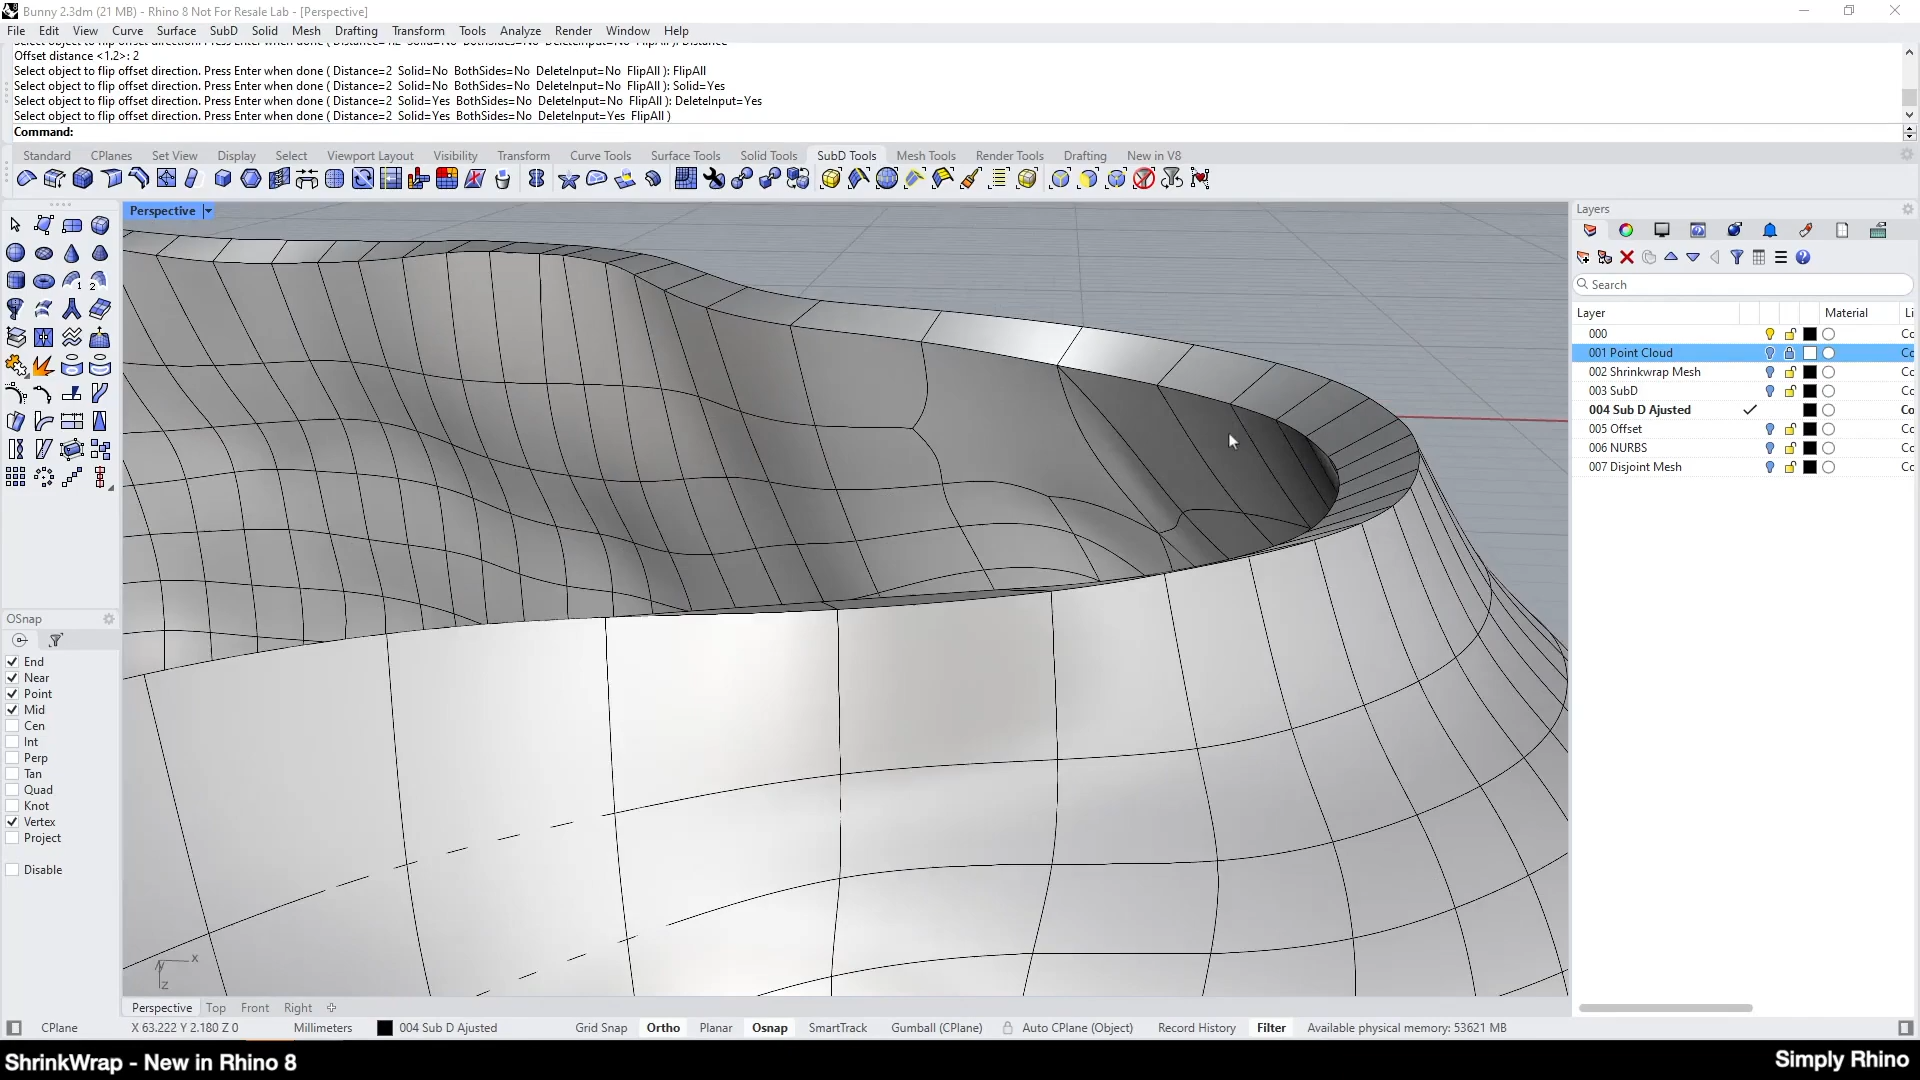 Bunny 2.3dm (21 MB) - Rhino 8 Not For Resale Lab - [Perspective]
File Edit View Curve Surface SubD Solid Mesh Drafting Transform Tools Analyze Render Window Help
Offset distance <1.2>: 2
Select object to flip offset direction. Press Enter when done ( Distance=2 Solid=No BothSides=No DeleteInput=No FlipAll ): FlipAll
Select object to flip offset direction. Press Enter when done ( Distance=2 Solid=No BothSides=No DeleteInput=No FlipAll ): Solid=Yes
Select object to flip offset direction. Press Enter when done ( Distance=2 Solid=Yes BothSides=No DeleteInput=No FlipAll ): DeleteInput=Yes
Select object to flip offset direction. Press Enter when done ( Distance=2 Solid=Yes BothSides=No DeleteInput=Yes FlipAll )
Command:
Standard CPlanes Set View Display Select Viewport Layout Visibility Transform Curve Tools Surface Tools Solid Tools SubD Tools Mesh Tools Render Tools Drafting New in V8
Perspective
Layers
Search
Layer Material Li
000 Cc
001 Point Cloud Cc
002 Shrinkwrap Mesh Cc
003 SubD Cc
004 Sub D Ajusted Co
005 Offset Cc
006 NURBS Cc
007 Disjoint Mesh Cc
OSnap
End
Near
Point
Mid
Cen
Int
Perp
Tan
Quad
Knot
Vertex
Project
Disable
x
y
z
Perspective Top Front Right
CPlane X 63.222 Y 2.180 Z 0 Millimeters 004 Sub D Ajusted Grid Snap Ortho Planar Osnap SmartTrack Gumball (CPlane) Auto CPlane (Object) Record History Filter Available physical memory: 53621 MB
ShrinkWrap - New in Rhino 8
Simply Rhino